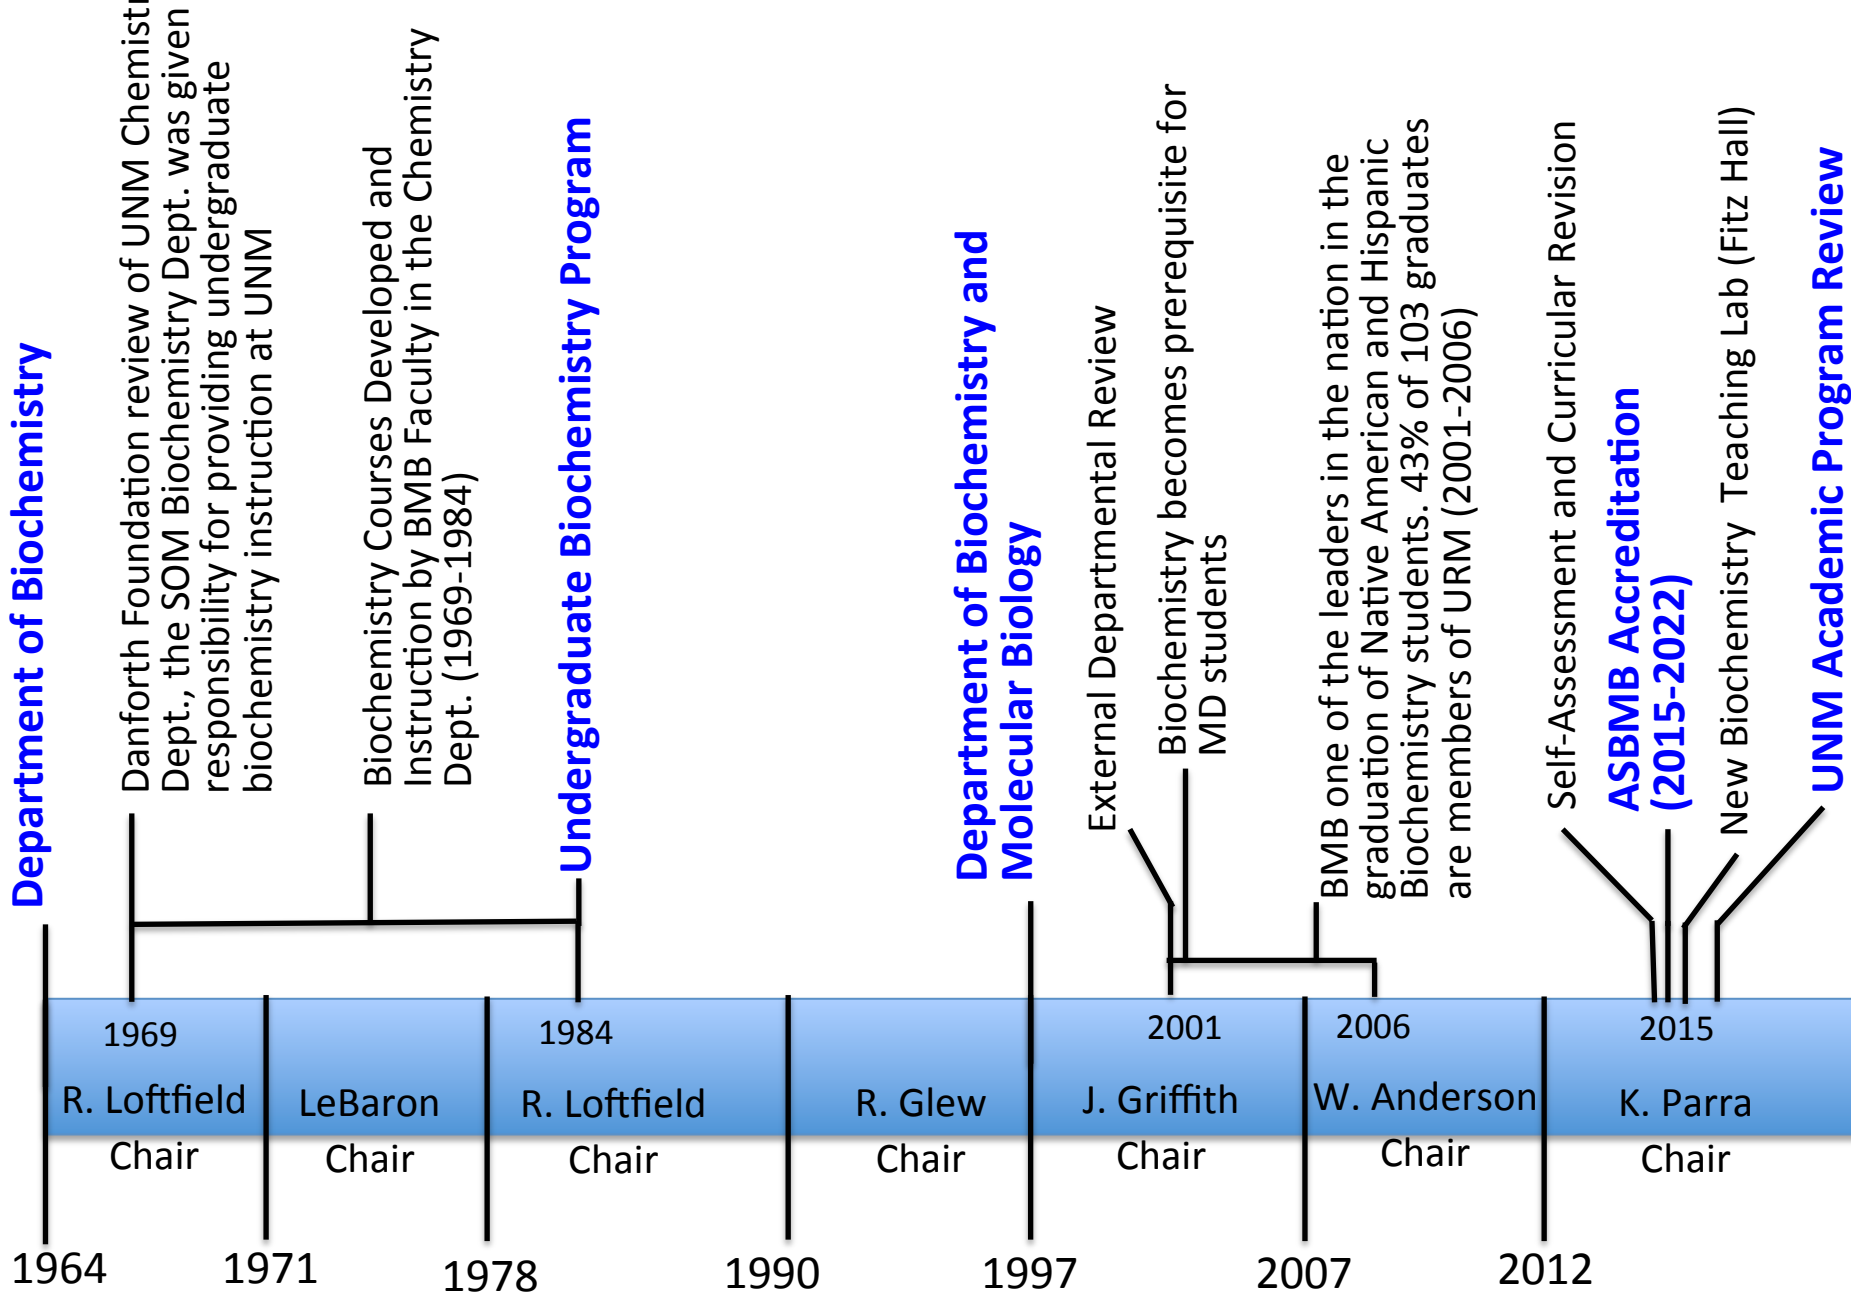 Department of Biochemistry
Danforth Foundation review of UNM
Dept., the SOM Biochemistry Dept. was given
responsibility for providing undergraduate
biochemistry instruction at UNM
Biochemistry Courses Developed and
Instruction by BMB Faculty in the Chemistry
Dept. (1969-1984)
Undergraduate Biochemistry Program
Department of Biochemistry and
Molecular Biology
External Departmental Review
Biochemistry becomes prerequisite for
MD students
BMB one of the leaders in the nation in the
graduation of Native American and Hispanic
Biochemistry students. 43% of 103 graduates
are members of URM (2001-2006)
Self-Assessment and Curricular Revision
ASBMB Accreditation
(2015-2022)
New Biochemistry Teaching Lab (Fitz Hall)
UNM Academic Program Review
1969
1984
2001
2006
2015
R. Loftfield
LeBaron
R. Loftfield
R. Glew
J. Griffith
W. Anderson
K. Parra
Chair
Chair
Chair
Chair
Chair
Chair
Chair
1964
1971
1978
1990
1997
2007
2012